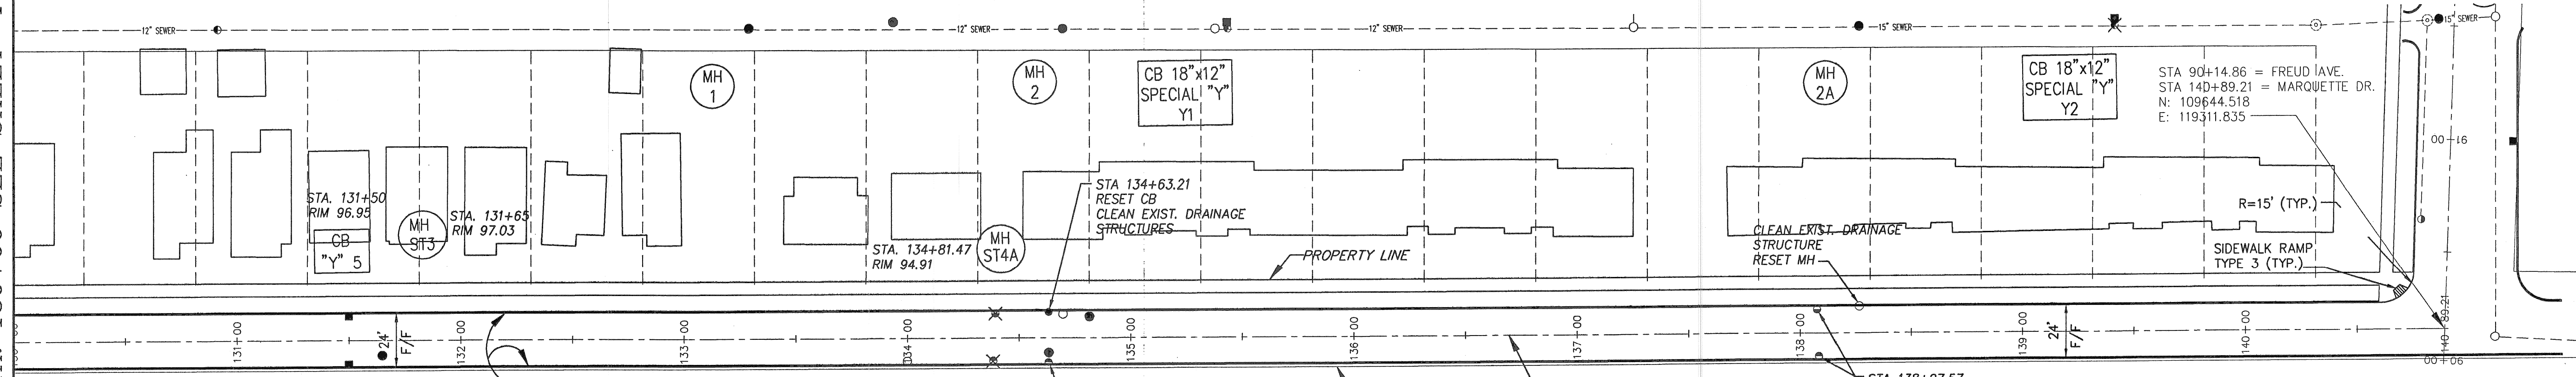 12" SEWER
12" SEWER
12" SEWER
15" SEWER
15" SEWER
MH
1
MH
2
CB 18"x12"
SPECIAL "Y"
Y1
MH
2A
CB 18"x12"
SPECIAL "Y"
Y2
STA 90+14.86 = FREUD AVE.
STA 140+89.21 = MARQUETTE DR.
N: 109644.518
E: 119311.835
STA. 131+50
RIM 96.95
CB
"Y" 5
MH
ST3
STA. 131+65
RIM 97.03
STA. 134+81.47
RIM 94.91
MH
ST4A
STA 134+63.21
RESET CB
CLEAN EXIST. DRAINAGE
STRUCTURES
PROPERTY LINE
CLEAN EXIST. DRAINAGE
STRUCTURE
RESET MH
R=15' (TYP.)
SIDEWALK RAMP
TYPE 3 (TYP.)
91+00
131+00
24'
F/F
132+00
133+00
134+00
135+00
136+00
137+00
138+00
139+00
24'
F/F
140+00
140+89.21
90+00